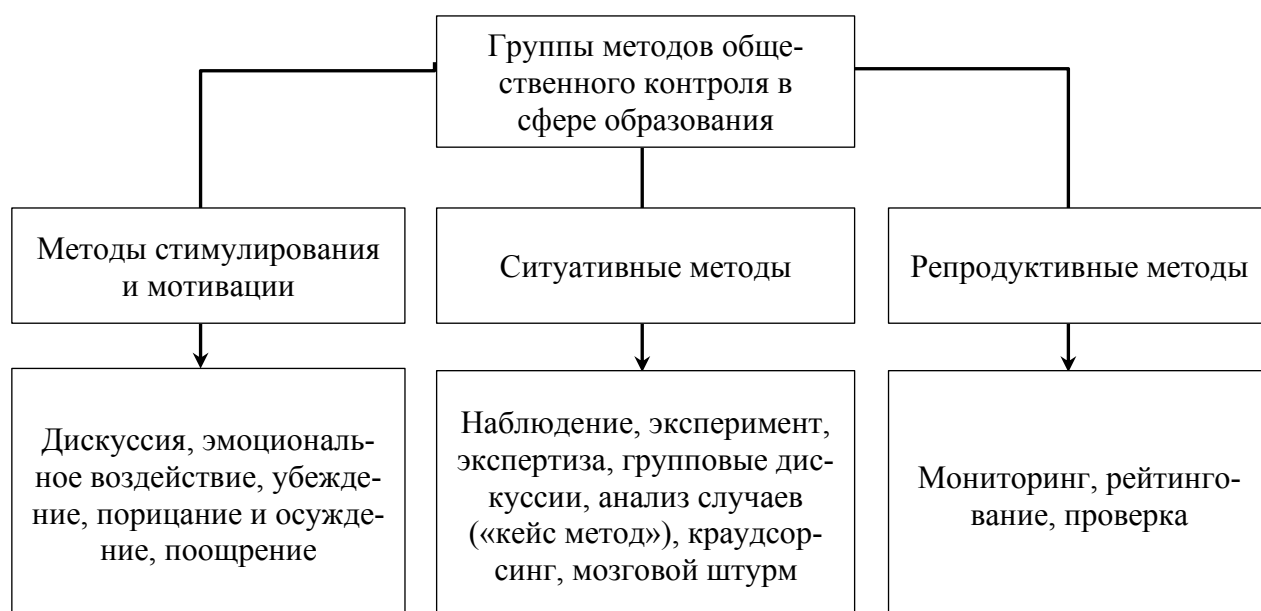 Группы методов обще-
ственного контроля в
сфере образования
Методы стимулирования
и мотивации
Ситуативные методы
Репродуктивные методы
Дискуссия, эмоциональ-
ное воздействие, убежде-
ние, порицание и осужде-
ние, поощрение
Наблюдение, эксперимент,
экспертиза, групповые дис-
куссии, анализ случаев
(«кейс метод»), краудсор-
синг, мозговой штурм
Мониторинг, рейтинго-
вание, проверка